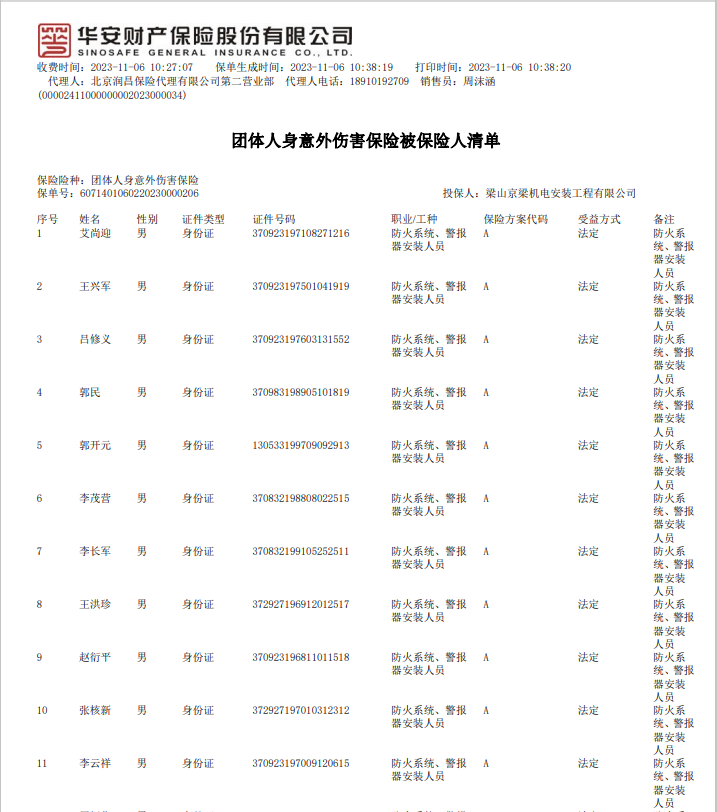 华安财产保险股份有限公司
SINOSAFE GENERAL INSURANCE CO., LTD.
收费时间: 2023-11-06 10:27:07 保单生成时间: 2023-11-06 10:38:19 打印时间: 2023-11-06 10:38:20
代理人: 北京润昌保险代理有限公司第二营业部 代理人电话: 18910192709 销售员: 周沫涵
(00002411000000002023000034)
团体人身意外伤害保险被保险人清单
保险险种: 团体人身意外伤害保险
保单号: 6071401060220230000206 投保人: 梁山京梁机电安装工程有限公司
序号 姓名 性别 证件类型 证件号码 职业/工种 保险方案代码 受益方式 备注
1 艾尚迎 男 身份证 370923197108271216 防火系统、警报 A 法定 防火系
器安装人员 统、警报
器安装
人员
2 王兴军 男 身份证 370923197501041919 防火系统、警报 A 法定 防火系
器安装人员 统、警报
器安装
人员
3 吕修义 男 身份证 370923197603131552 防火系统、警报 A 法定 防火系
器安装人员 统、警报
器安装
人员
4 郭民 男 身份证 370983198905101819 防火系统、警报 A 法定 防火系
器安装人员 统、警报
器安装
人员
5 郭开元 男 身份证 130533199709092913 防火系统、警报 A 法定 防火系
器安装人员 统、警报
器安装
人员
6 李茂营 男 身份证 370832198808022515 防火系统、警报 A 法定 防火系
器安装人员 统、警报
器安装
人员
7 李长军 男 身份证 370832199105252511 防火系统、警报 A 法定 防火系
器安装人员 统、警报
器安装
人员
8 王洪珍 男 身份证 372927196912012517 防火系统、警报 A 法定 防火系
器安装人员 统、警报
器安装
人员
9 赵衍平 男 身份证 370923196811011518 防火系统、警报 A 法定 防火系
器安装人员 统、警报
器安装
人员
10 张核新 男 身份证 372927197010312312 防火系统、警报 A 法定 防火系
器安装人员 统、警报
器安装
人员
11 李云祥 男 身份证 370923197009120615 防火系统、警报 A 法定 防火系
器安装人员 统、警报
器安装
人员